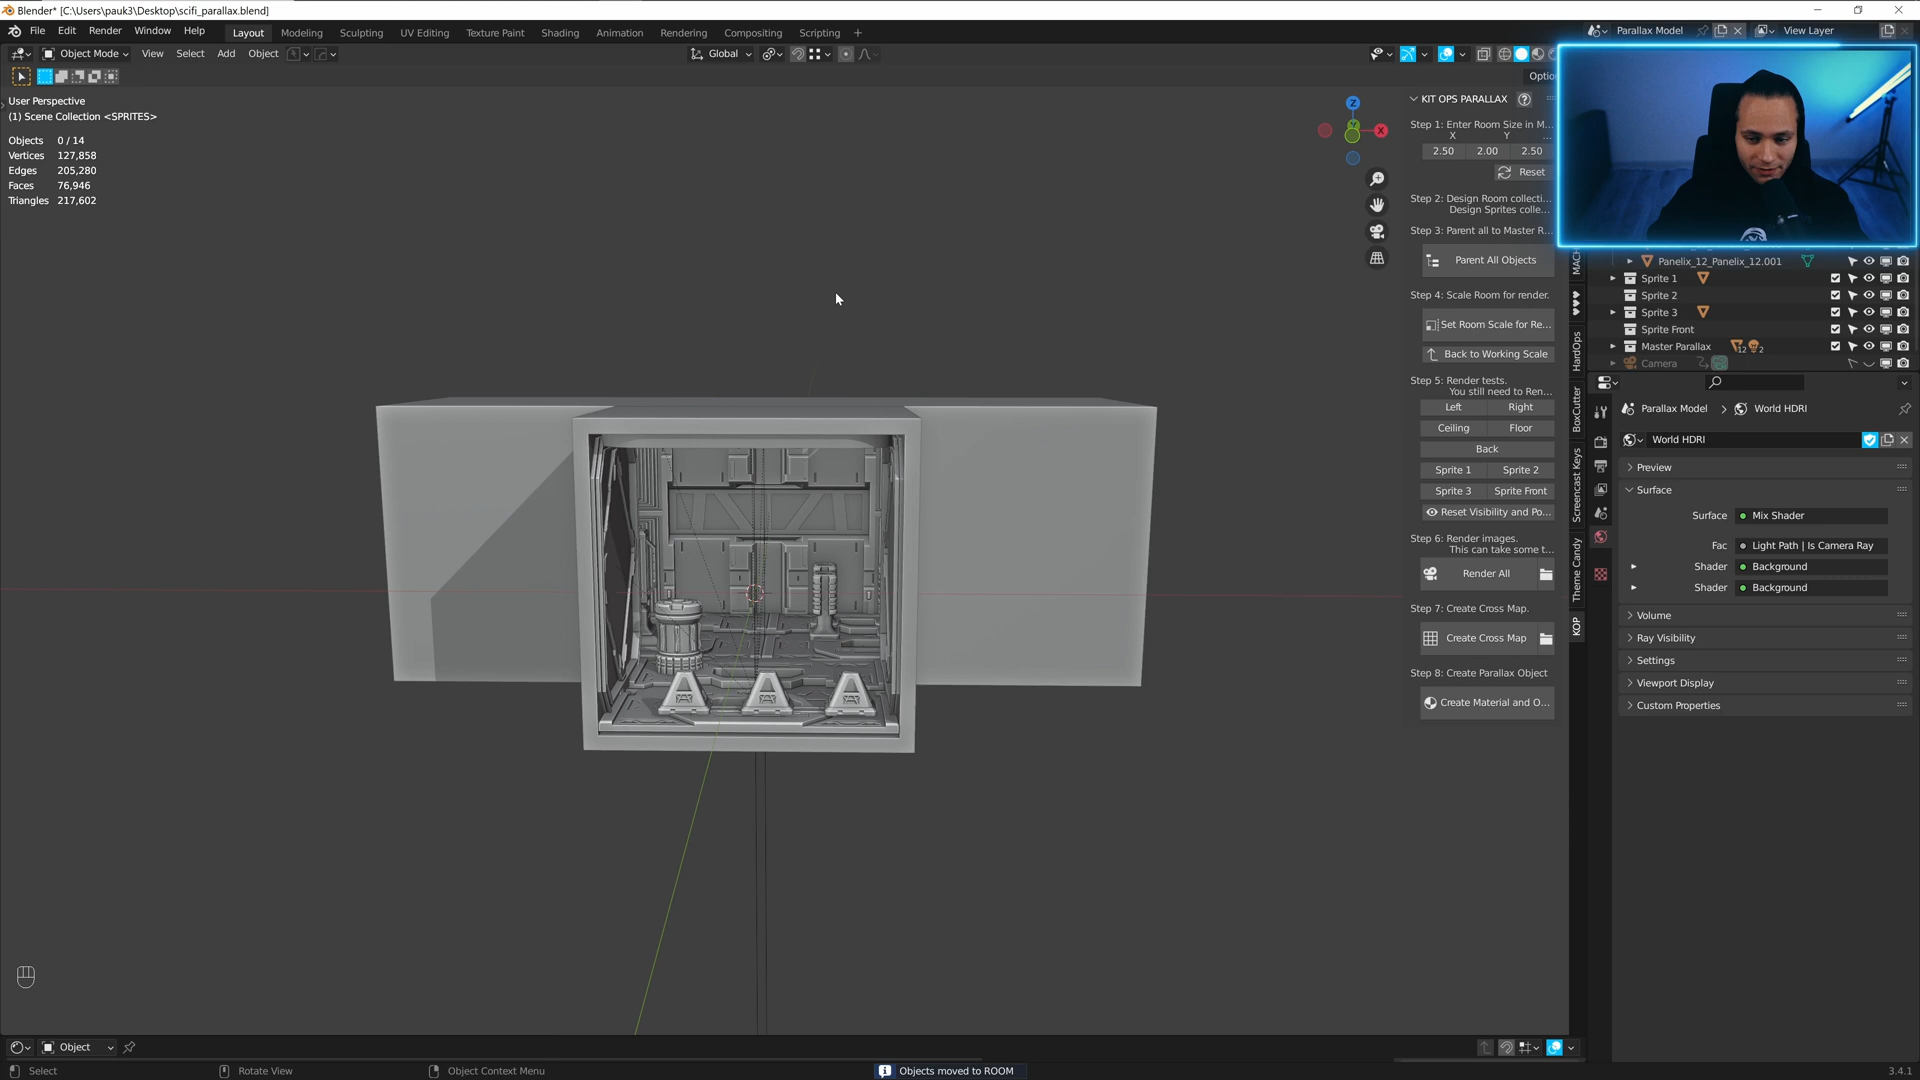 Blender* [C:\Users\pauk3\Desktop\scifi_parallax.blend]
File Edit Render Window Help Layout Modeling Sculpting UV Editing Texture Paint Shading Animation Rendering Compositing Scripting + Parallax Model View Layer
Object Mode View Select Add Object Global
Optio
User Perspective
(1) Scene Collection <SPRITES>
Objects 0 / 14
Vertices 127,858
Edges 205,280
Faces 76,946
Triangles 217,602
Z
Y
X
KIT OPS PARALLAX
Step 1: Enter Room Size in M...
X Y ...
2.50 2.00 2.50
Reset
Step 2: Design Room collecti...
Design Sprites colle...
Step 3: Parent all to Master R...
Parent All Objects
Step 4: Scale Room for render.
Set Room Scale for Re...
Back to Working Scale
Step 5: Render tests.
You still need to Ren...
Left Right
Ceiling Floor
Back
Sprite 1 Sprite 2
Sprite 3 Sprite Front
Reset Visibility and Po...
Step 6: Render images.
This can take some t...
Render All
Step 7: Create Cross Map.
Create Cross Map
Step 8: Create Parallax Object
Create Material and O...
MACH
HardOps
BoxCutter
Screencast Keys
Theme Candy
KOP
Panelix_12_Panelix_12.001
Sprite 1
Sprite 2
Sprite 3
Sprite Front
Master Parallax 12 2
Camera
Parallax Model > World HDRI
World HDRI
Preview
Surface
Surface Mix Shader
Fac Light Path | Is Camera Ray
Shader Background
Shader Background
Volume
Ray Visibility
Settings
Viewport Display
Custom Properties
Object
Select Rotate View Object Context Menu Objects moved to ROOM 3.4.1